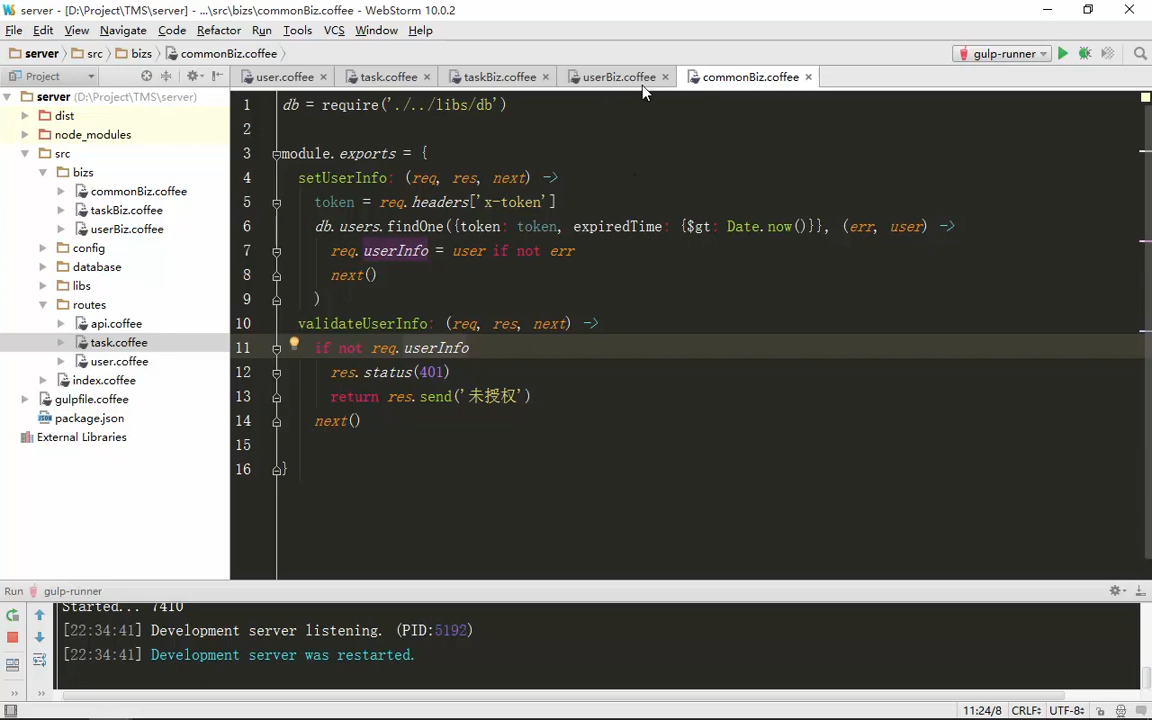 server - [D:\Project\TMS\server] - ...\src\bizs\commonBiz.coffee - WebStorm 10.0.2
File Edit View Navigate Code Refactor Run Tools VCS Window Help
server src bizs commonBiz.coffee gulp-runner
Project user.coffee task.coffee taskBiz.coffee userBiz.coffee commonBiz.coffee
server (D:\Project\TMS\server)
dist
node_modules
src
bizs
commonBiz.coffee
taskBiz.coffee
userBiz.coffee
config
database
libs
routes
api.coffee
task.coffee
user.coffee
index.coffee
gulpfile.coffee
package.json
External Libraries
1 db = require('./../libs/db')
2
3 module.exports = {
4 setUserInfo: (req, res, next) ->
5 token = req.headers['x-token']
6 db.users.findOne({token: token, expiredTime: {$gt: Date.now()}}, (err, user) ->
7 req.userInfo = user if not err
8 next()
9 )
10 validateUserInfo: (req, res, next) ->
11 if not req.userInfo
12 res.status(401)
13 return res.send('未授权')
14 next()
15
16 }
Run gulp-runner
Started... 7410
[22:34:41] Development server listening. (PID:5192)
[22:34:41] Development server was restarted.
11:24/8 CRLF UTF-8